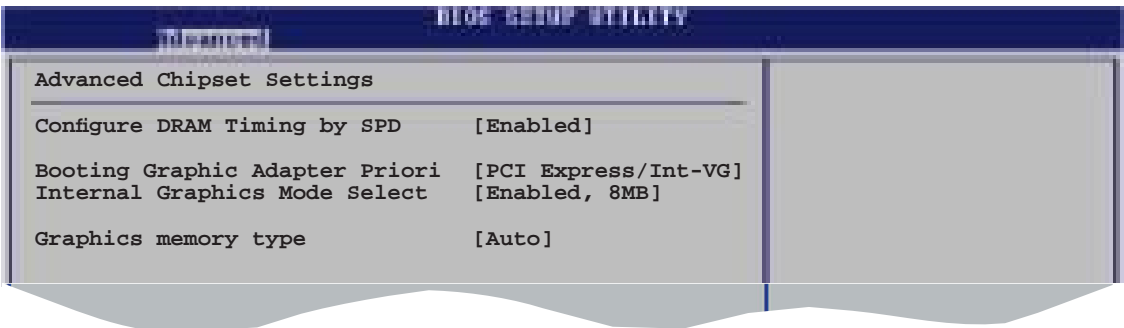 BIOS SETUP UTILITY
Advanced
Advanced Chipset Settings
Configure DRAM Timing by SPD [Enabled]
Booting Graphic Adapter Priori [PCI Express/Int-VG]
Internal Graphics Mode Select [Enabled, 8MB]
Graphics memory type [Auto]